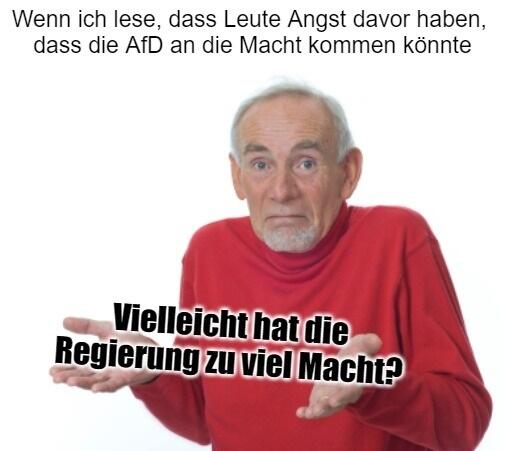 Wenn ich lese, dass Leute Angst davor haben,
dass die AfD an die Macht kommen könnte
Vielleicht hat die
Regierung zu viel Macht?